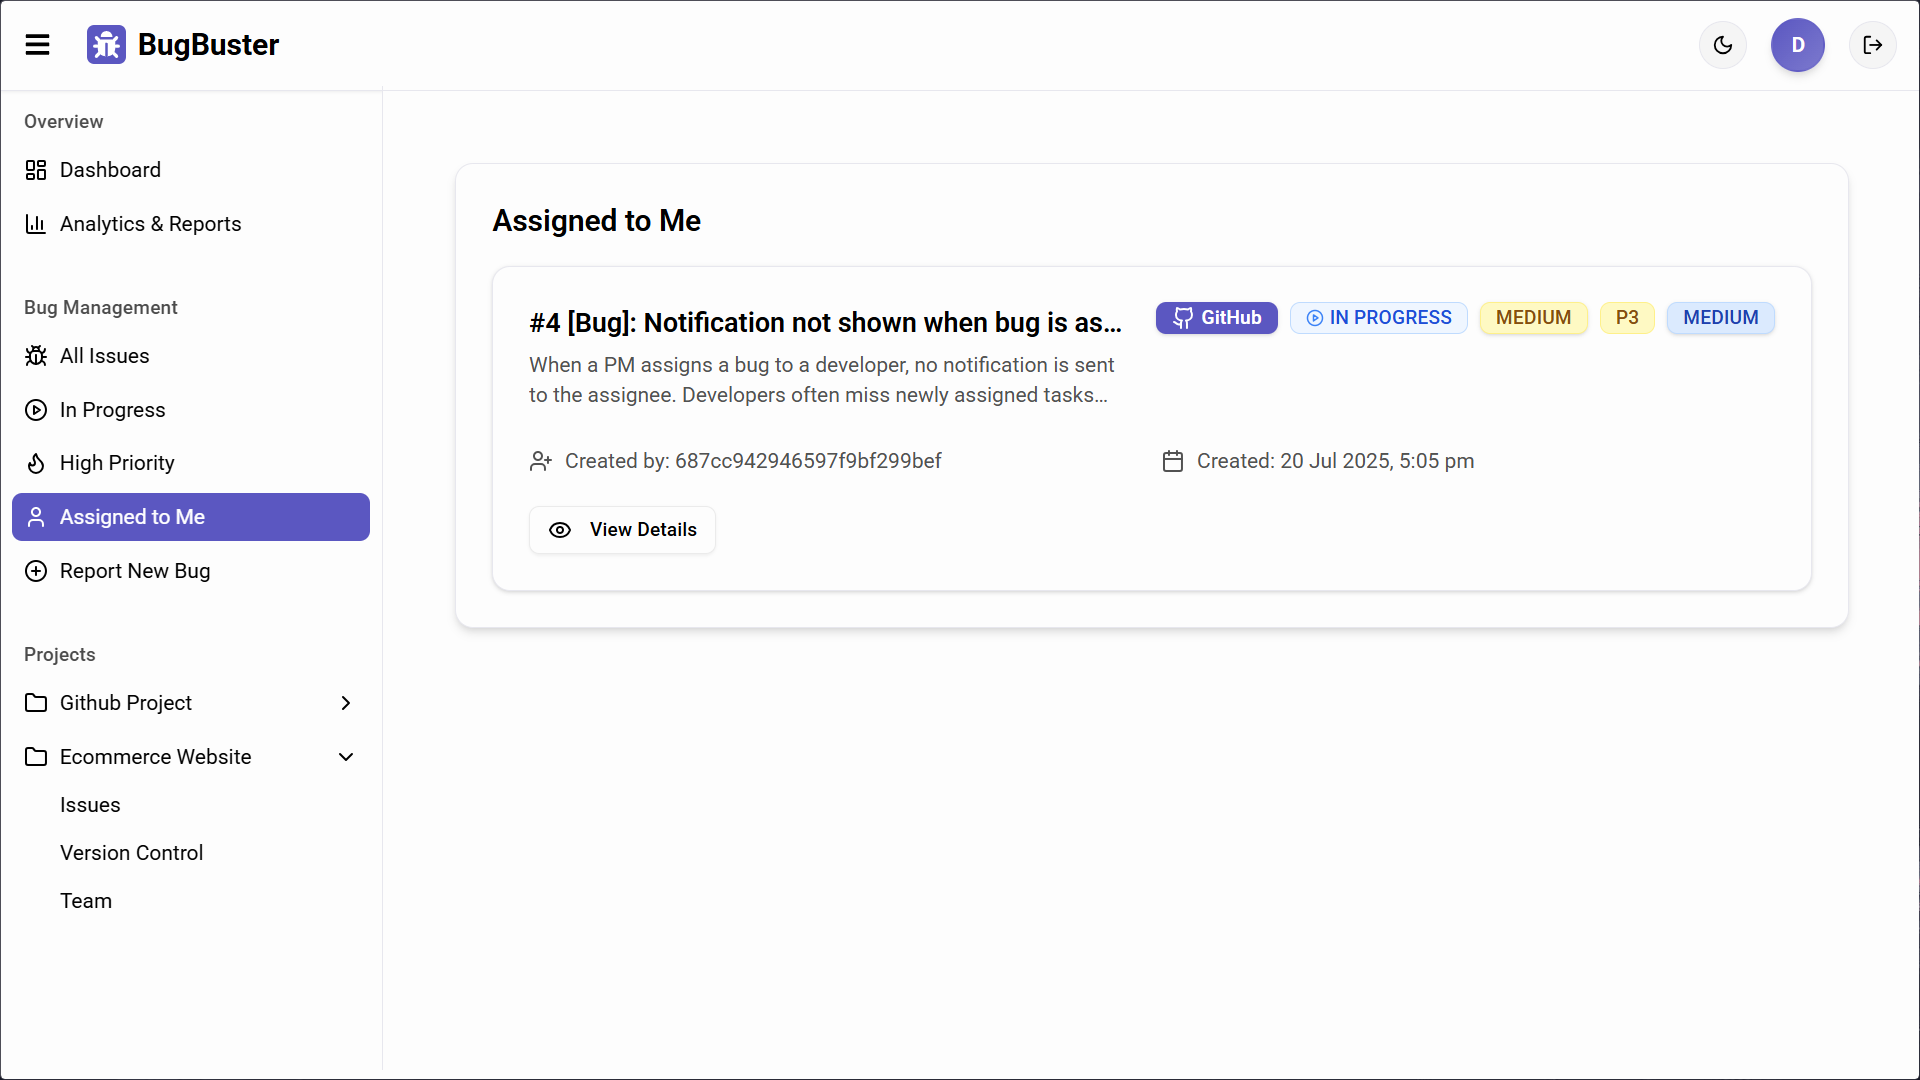 BugBuster
D
Overview
Dashboard
Analytics & Reports
Bug Management
All Issues
In Progress
High Priority
Assigned to Me
Report New Bug
Projects
Github Project
Ecommerce Website
Issues
Version Control
Team
Assigned to Me
#4 [Bug]: Notification not shown when bug is as...
GitHub
IN PROGRESS
MEDIUM
P3
MEDIUM
When a PM assigns a bug to a developer, no notification is sent
to the assignee. Developers often miss newly assigned tasks...
Created by: 687cc942946597f9bf299bef
Created: 20 Jul 2025, 5:05 pm
View Details